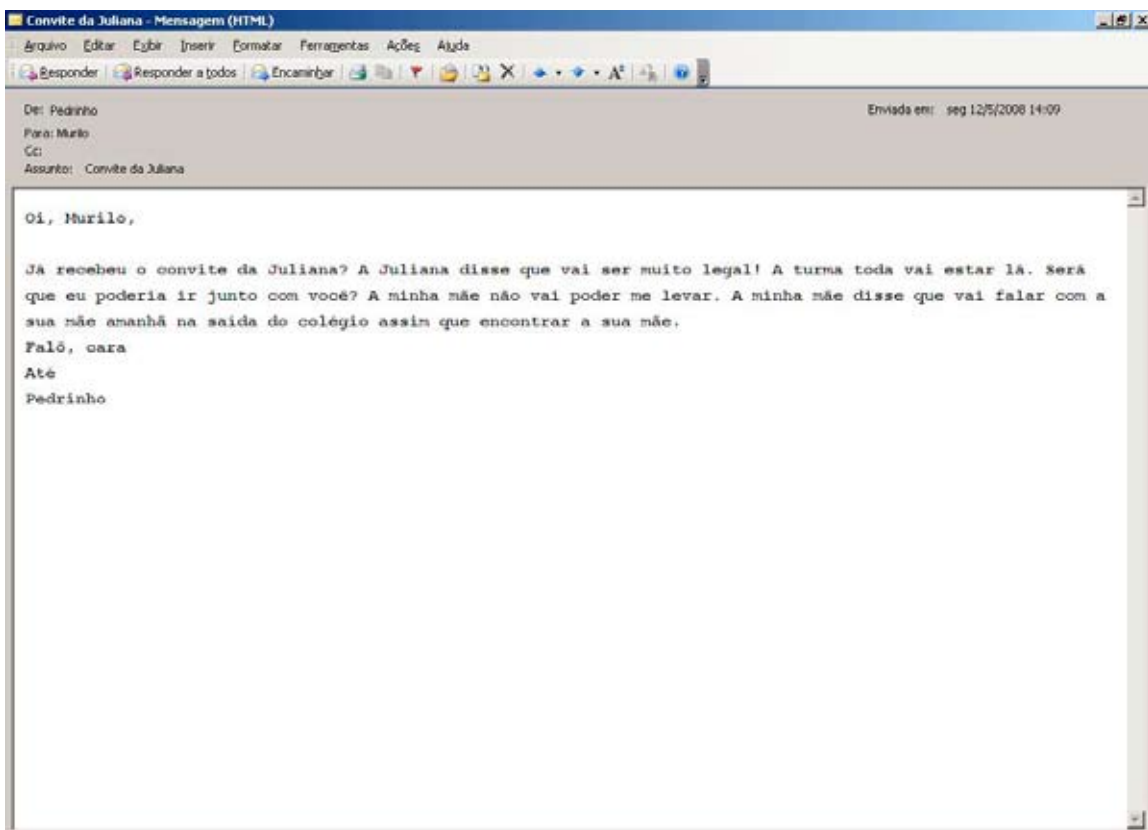 Convite da Juliana - Mensagem (HTML)
Arquivo Editar Exibir Inserir Formatar Ferramentas Ações Ajuda
Responder Responder a todos Encaminhar
De: Pedrinho Enviada em: seg 12/5/2008 14:09
Para: Murilo
Cc:
Assunto: Convite da Juliana
Oi, Murilo,
Já recebeu o convite da Juliana? A Juliana disse que vai ser muito legal! A turma toda vai estar lá. Será
que eu poderia ir junto com você? A minha mãe não vai poder me levar. A minha mãe disse que vai falar com a
sua mãe amanhã na saída do colégio assim que encontrar a sua mãe.
Falô, cara
Até
Pedrinho